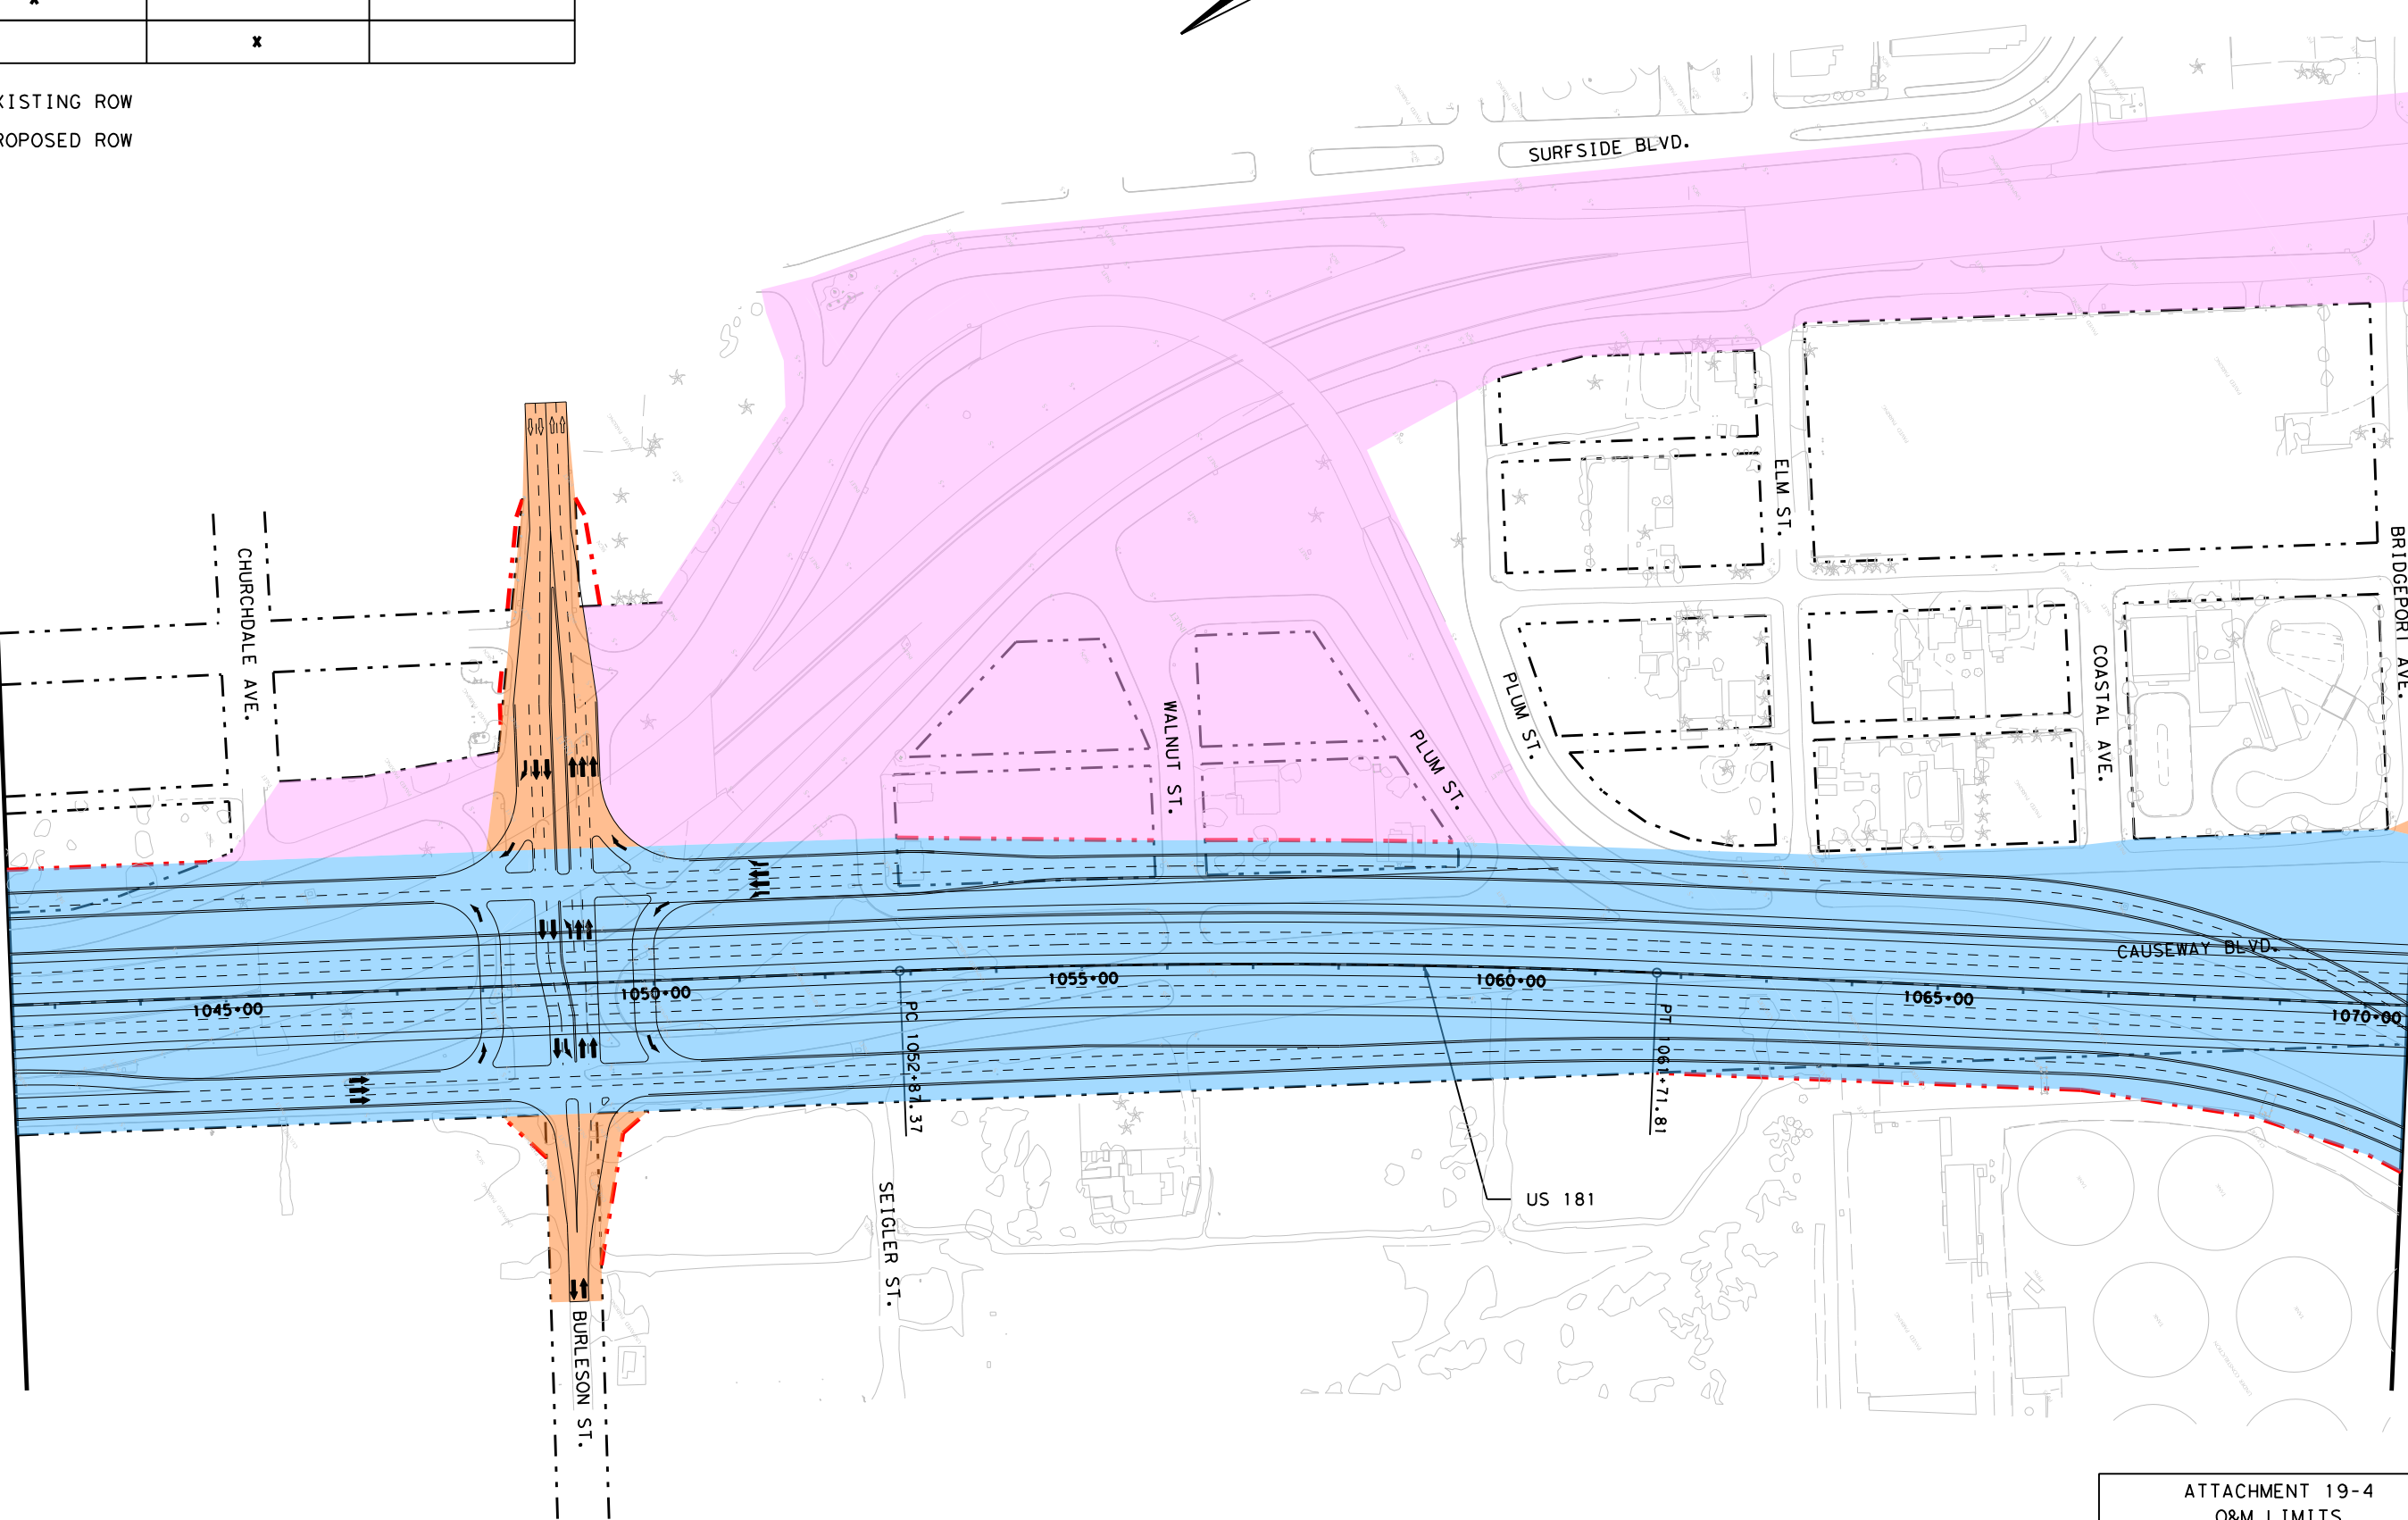 x
x
XISTING ROW
ROPOSED ROW
SURFSIDE BLVD.
CHURCHDALE AVE.
ELM ST.
BRIDGEPORT AVE.
WALNUT ST.
PLUM ST.
PLUM ST.
COASTAL AVE.
CAUSEWAY BLVD.
1045+00
1050+00
1055+00
1060+00
1065+00
1070+00
PC 1052+87.37
PT 1061+71.81
US 181
SEIGLER ST.
BURLESON ST.
ATTACHMENT 19-4
O&M LIMITS